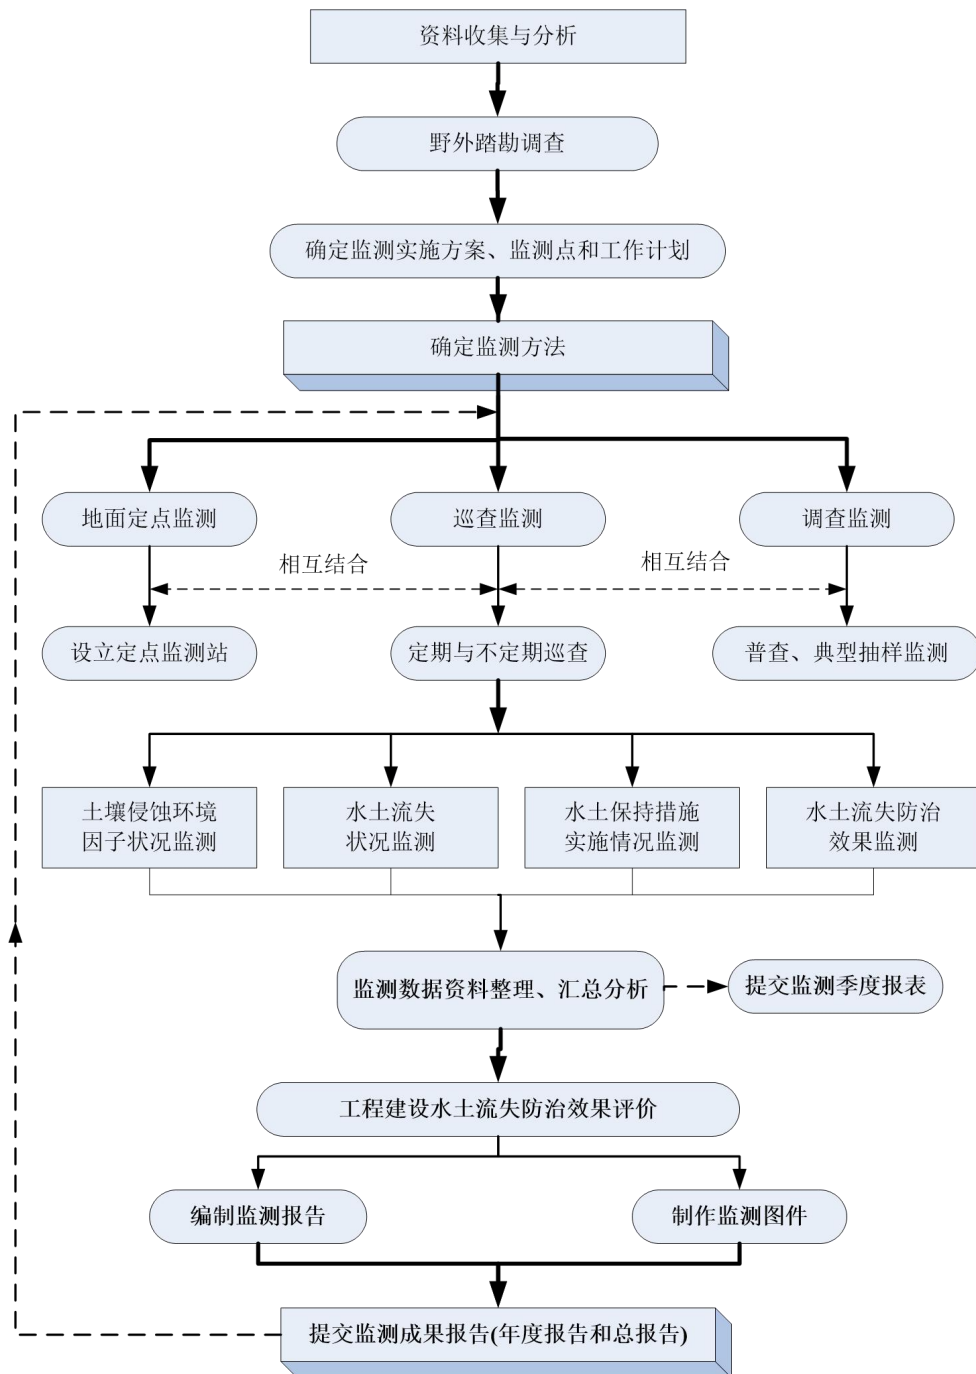 资料收集与分析
野外踏勘调查
确定监测实施方案、监测点和工作计划
确定监测方法
地面定点监测
巡查监测
调查监测
相互结合
相互结合
设立定点监测站
定期与不定期巡查
普查、典型抽样监测
土壤侵蚀环境
因子状况监测
水土流失
状况监测
水土保持措施
实施情况监测
水土流失防治
效果监测
监测数据资料整理、汇总分析
提交监测季度报表
工程建设水土流失防治效果评价
编制监测报告
制作监测图件
提交监测成果报告(年度报告和总报告)